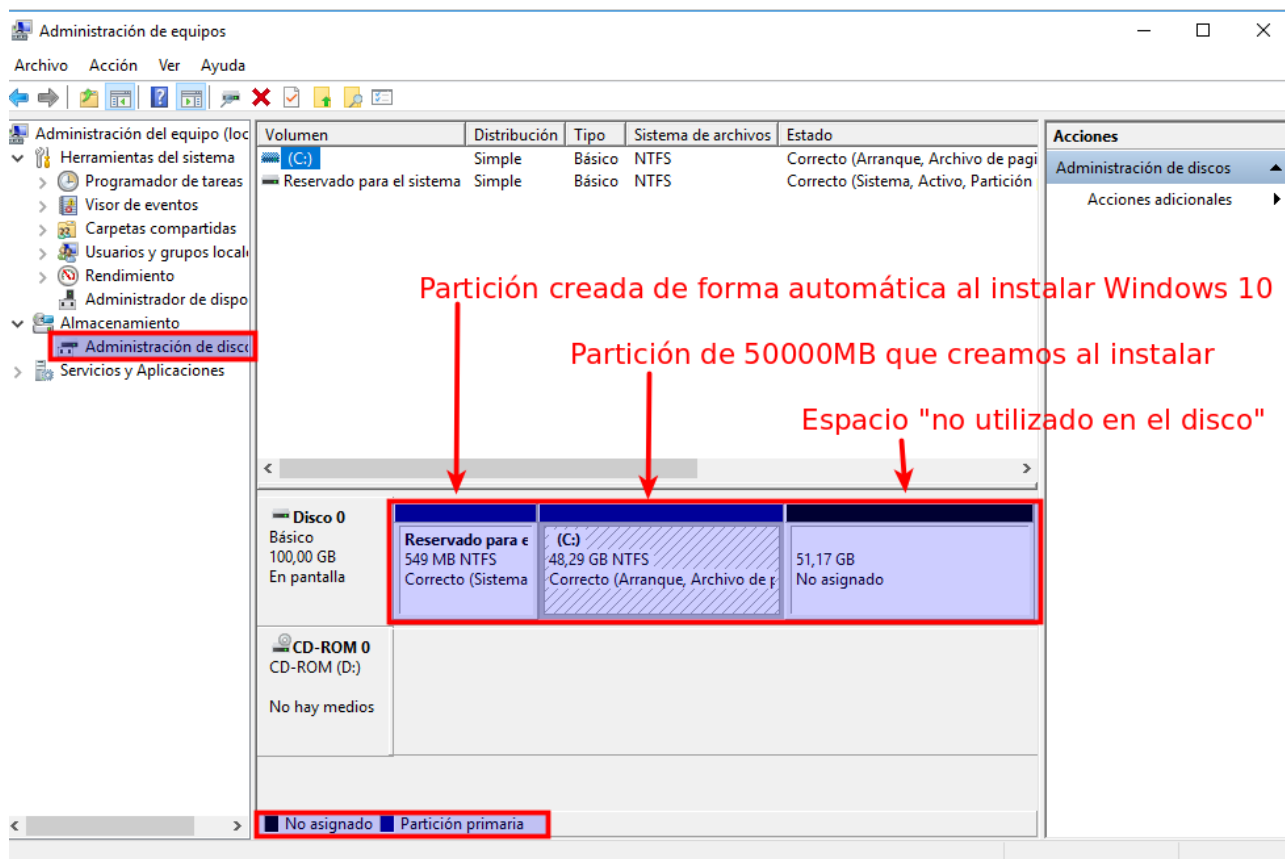 Administración de equipos
Archivo Acción Ver Ayuda
Administración del equipo (loc
Herramientas del sistema
Programador de tareas
Visor de eventos
Carpetas compartidas
Usuarios y grupos local
Rendimiento
Administrador de dispo
Almacenamiento
Administración de disco
Servicios y Aplicaciones
Volumen Distribución Tipo Sistema de archivos Estado
(C:) Simple Básico NTFS Correcto (Arranque, Archivo de pagi
Reservado para el sistema Simple Básico NTFS Correcto (Sistema, Activo, Partición
Acciones
Administración de discos
Acciones adicionales
Partición creada de forma automática al instalar Windows 10
Partición de 50000MB que creamos al instalar
Espacio "no utilizado en el disco"
Disco 0
Básico
100,00 GB
En pantalla
Reservado para e
549 MB NTFS
Correcto (Sistema
(C:)
48,29 GB NTFS
Correcto (Arranque, Archivo de p
51,17 GB
No asignado
CD-ROM 0
CD-ROM (D:)
No hay medios
No asignado Partición primaria